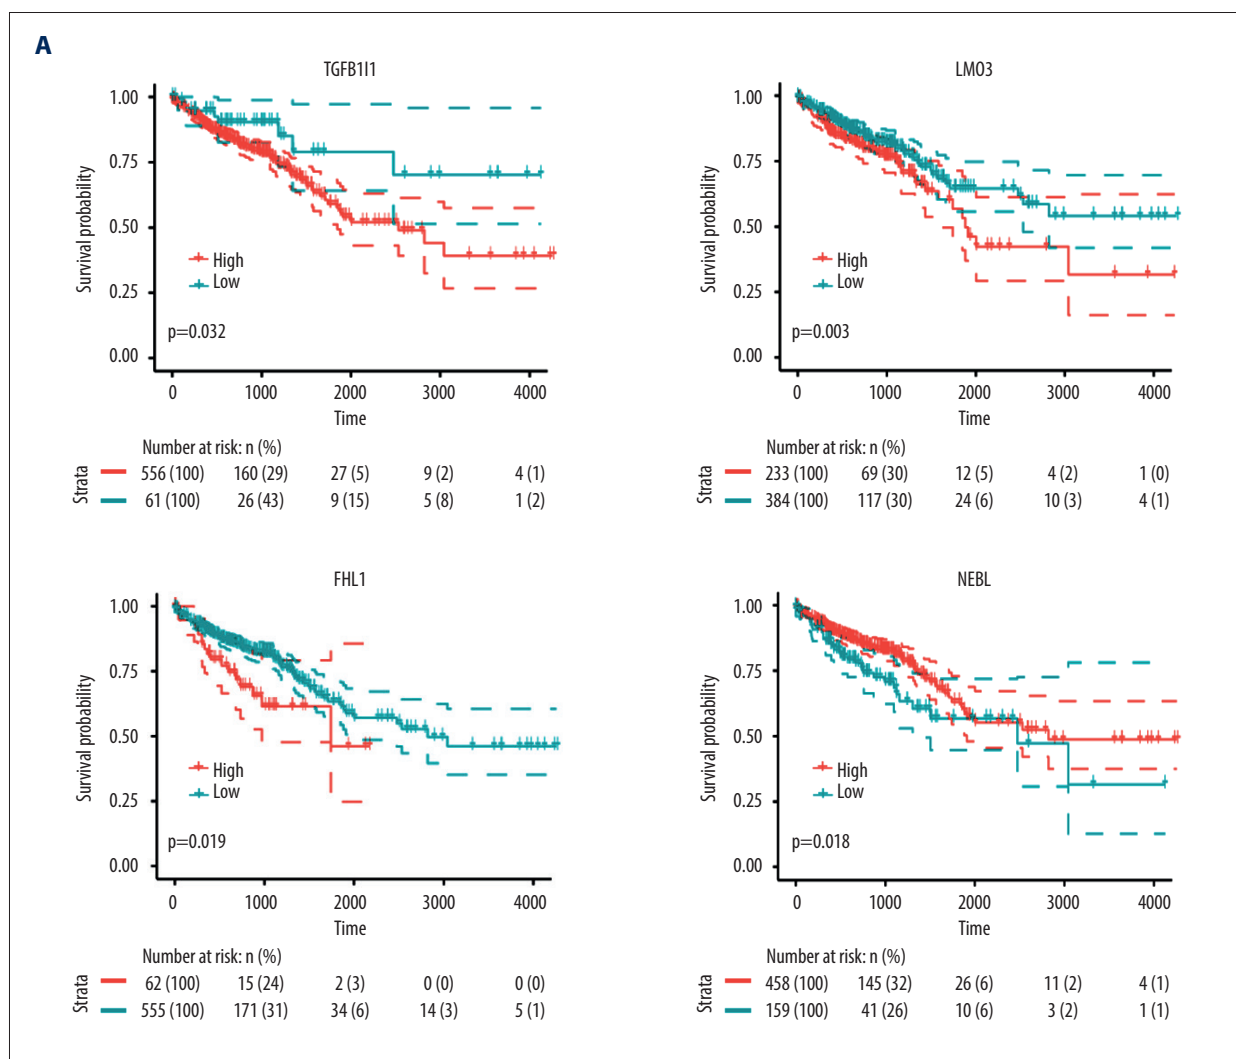 A
TGFB1I1
1.00
0.75
0.50
0.25
0.00
Survival probability
High
Low
p=0.032
0 1000 2000 3000 4000
Time
Number at risk: n (%)
Strata
556 (100) 160 (29) 27 (5) 9 (2) 4 (1)
61 (100) 26 (43) 9 (15) 5 (8) 1 (2)
LMO3
1.00
0.75
0.50
0.25
0.00
Survival probability
High
Low
p=0.003
0 1000 2000 3000 4000
Time
Number at risk: n (%)
Strata
233 (100) 69 (30) 12 (5) 4 (2) 1 (0)
384 (100) 117 (30) 24 (6) 10 (3) 4 (1)
FHL1
1.00
0.75
0.50
0.25
0.00
Survival probability
High
Low
p=0.019
0 1000 2000 3000 4000
Time
Number at risk: n (%)
Strata
62 (100) 15 (24) 2 (3) 0 (0) 0 (0)
555 (100) 171 (31) 34 (6) 14 (3) 5 (1)
NEBL
1.00
0.75
0.50
0.25
0.00
Survival probability
High
Low
p=0.018
0 1000 2000 3000 4000
Time
Number at risk: n (%)
Strata
458 (100) 145 (32) 26 (6) 11 (2) 4 (1)
159 (100) 41 (26) 10 (6) 3 (2) 1 (1)